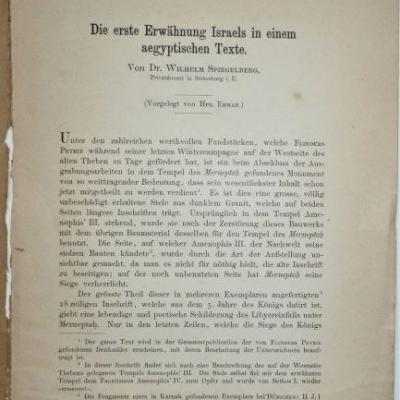 Die erste Erwähnung Israels in einem
aegyptischen Texte.
Von Dr. Wilhelm Spiegelberg,
Privatdocent in Strassburg i. E.
(Vorgelegt von Hrn. Erman.)
Unter den zahlreichen werthvollen Fundstücken, welche Flinders
Petrie während seiner letzten Wintercampagne auf der Westseite des
alten Theben zu Tage gefördert hat, ist ein beim Abschluss der Aus-
grabungsarbeiten in dem Tempel des Merneptaḥ gefundenes Monument
von so weittragender Bedeutung, dass sein wesentlichster Inhalt schon
jetzt mitgetheilt zu werden verdient¹. Es ist dies eine grosse, völlig
unbeschädigt erhaltene Stele aus dunklem Granit, welche auf beiden
Seiten längere Inschriften trägt. Ursprünglich in dem Tempel Ame-
nophis' III. stehend, wurde sie nach der Zerstörung dieses Bauwerks
mit dem übrigen Baumaterial desselben für den Tempel des Merneptaḥ
benutzt. Die Seite, auf welcher Amenophis III. der Nachwelt seine
stolzen Bauten kündete², wurde durch die Art der Aufstellung un-
sichtbar gemacht, da man es nicht für nöthig hielt, die alte Inschrift
zu beseitigen; auf der noch unbenutzten Seite hat Merneptaḥ seine
Siege verherrlicht.
Der grösste Theil dieser in mehreren Exemplaren angefertigten³
28 zeiligen Inschrift, welche aus dem 5. Jahre des Königs datirt ist,
giebt eine lebendige und poetische Schilderung des Libyereinfalls unter
Merneptah. Nur in den letzten Zeilen, welche die Siege des Königs
¹ Der ganze Text wird in der Gesammtpublication der von Flinders Petrie
gefundenen Denkmäler erscheinen, mit deren Bearbeitung der Unterzeichnete beauf-
tragt ist.
² In dieser Inschrift findet sich auch eine Beschreibung des auf der Westseite
Thebens gelegenen Tempels Amenophis' III. Die Stele selbst fiel mit dem erwähnten
Tempel dem Fanatismus Amenophis' IV. zum Opfer und wurde von Sethos I. wieder
erneuert.
³ Die Fragmente eines in Karnak gefundenen Exemplars bei Dümichen: H. J. I